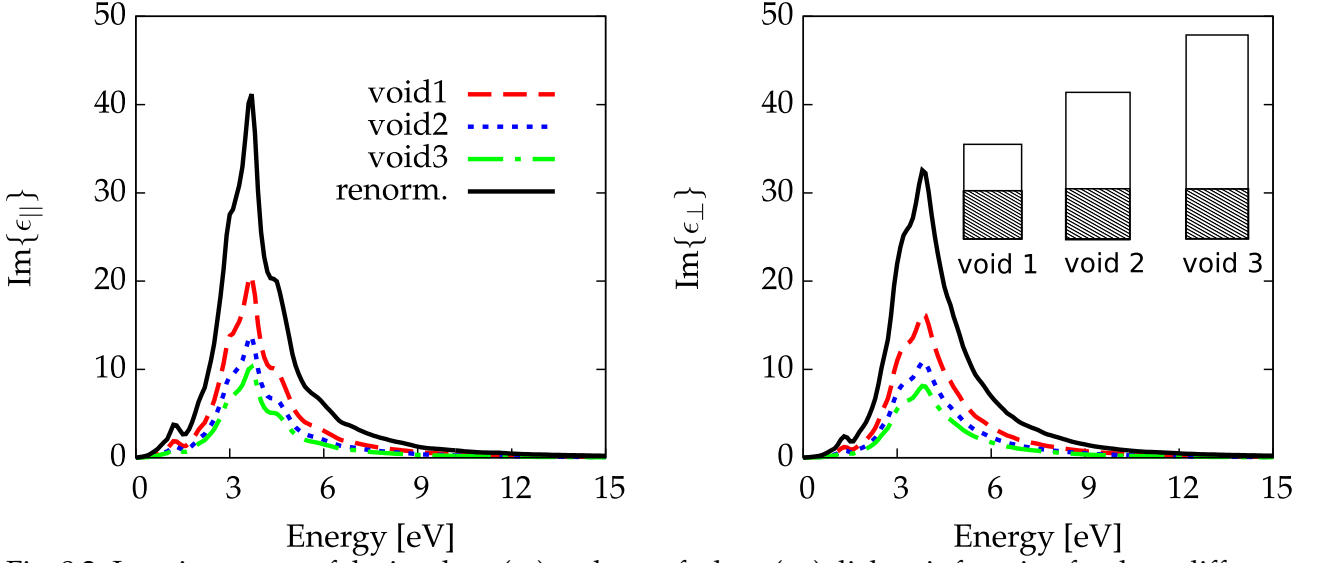 50
40
30
20
10
0
0 3 6 9 12 15
Im{ϵ||}
Energy [eV]
void1
void2
void3
renorm.
50
40
30
20
10
0
0 3 6 9 12 15
Im{ϵ⊥}
Energy [eV]
void 1 void 2 void 3